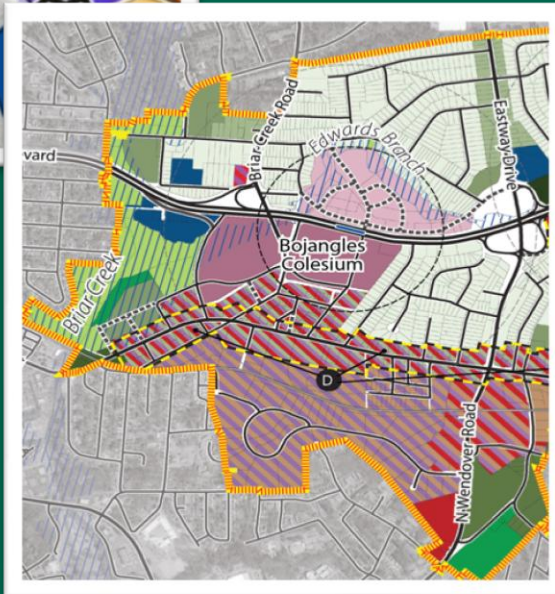 vard
Briar Creek Road
Edwards Branch
Eastway Drive
Bojangles
Colesium
Briar Creek
D
N Wendover Road